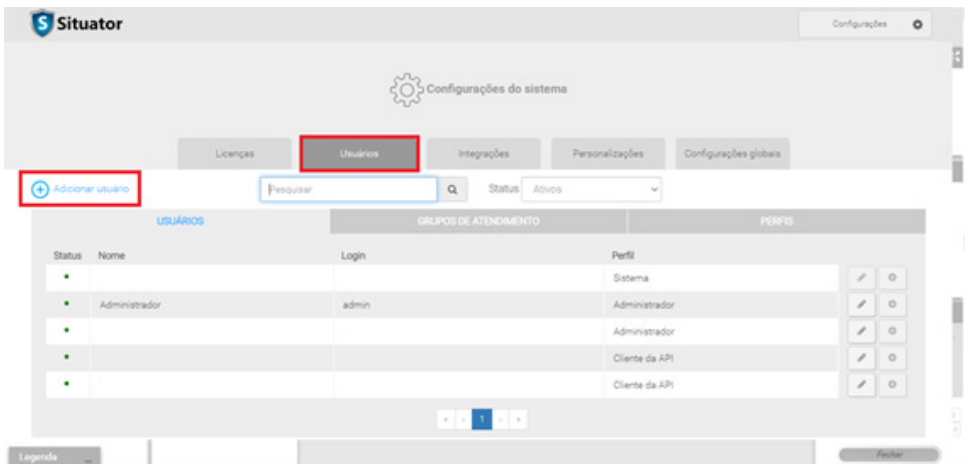 Situator
Configurações
Configurações do sistema
Licenças Usuários Integrações Personalizações Configurações globais
Adicionar usuário Pesquisar Status Ativos
USUÁRIOS GRUPOS DE ATENDIMENTO PERFIS
Status Nome Login Perfil
Sistema
Administrador admin Administrador
Administrador
Cliente da API
Cliente da API
« ‹ 1 › »
Legenda Fechar